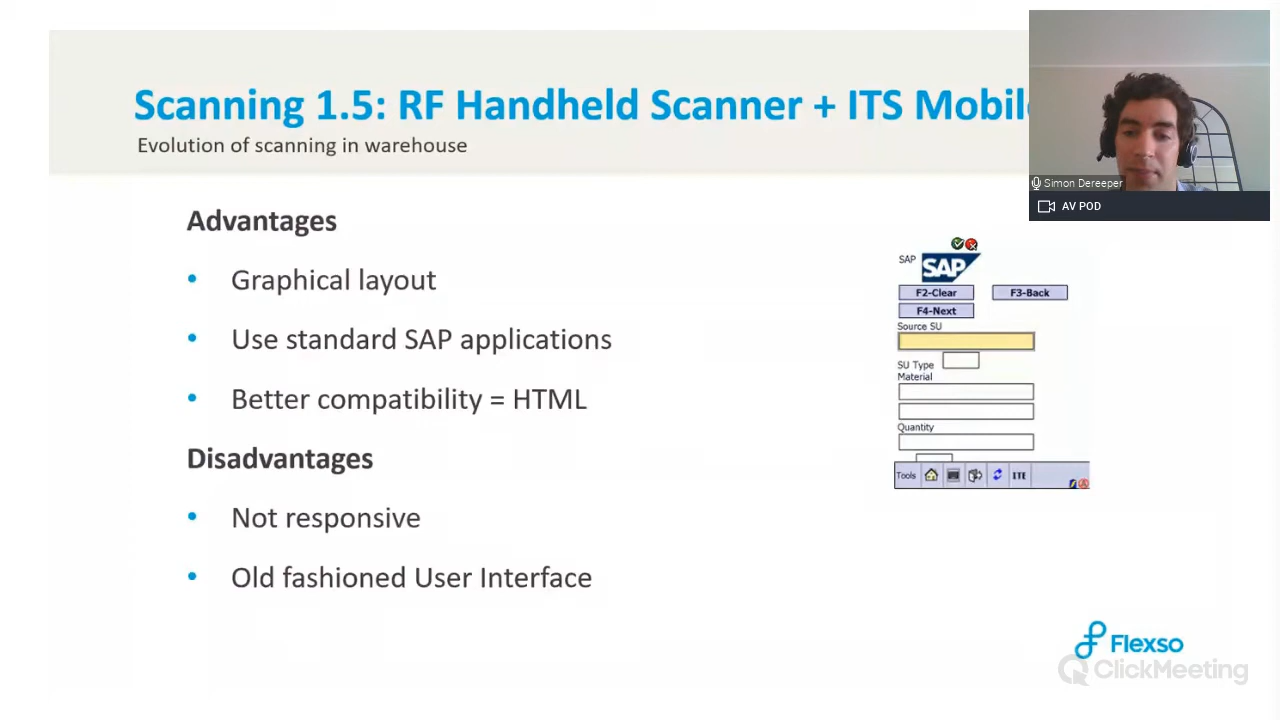 Scanning 1.5: RF Handheld Scanner + ITS Mobile
Evolution of scanning in warehouse
Simon Dereeper
AV POD
Advantages
• Graphical layout
• Use standard SAP applications
• Better compatibility = HTML
Disadvantages
• Not responsive
• Old fashioned User Interface
SAP
SAP
F2-Clear F3-Back
F4-Next
Source SU
SU Type
Material
Quantity
Tools
Flexso
ClickMeeting